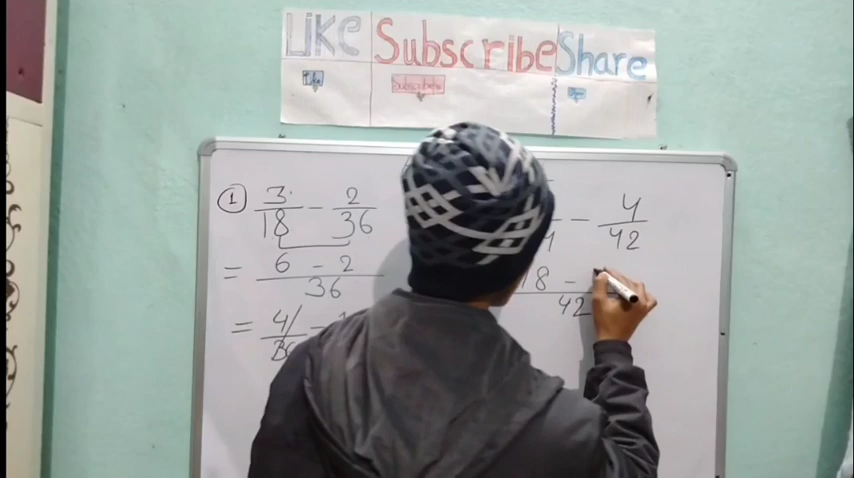 LiKe Subscribe Share
Like Subscribe
① 3/18 - 2/36
= 6 - 2/36
= 4/
- 4/42
18 -
42